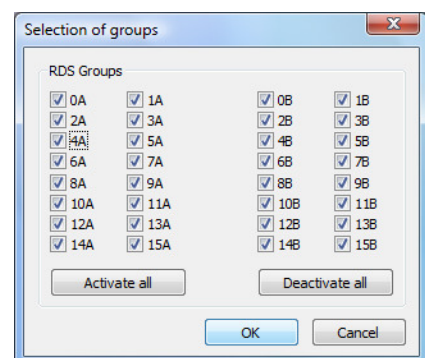 Selection of groups
RDS Groups
0A 1A 0B 1B
2A 3A 2B 3B
4A 5A 4B 5B
6A 7A 6B 7B
8A 9A 8B 9B
10A 11A 10B 11B
12A 13A 12B 13B
14A 15A 14B 15B
Activate all Deactivate all
OK Cancel